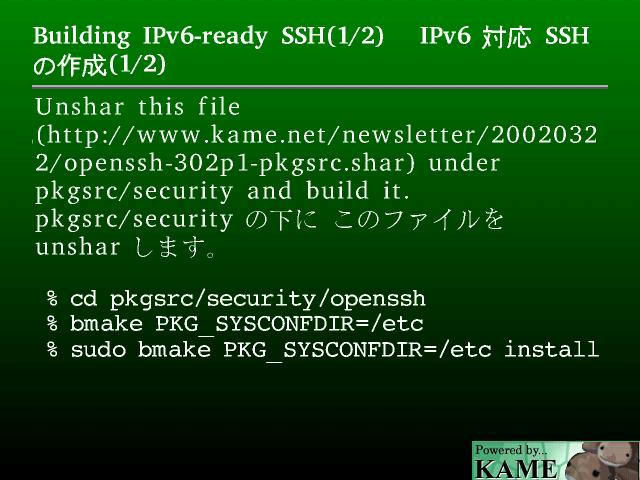 Building IPv6-ready SSH(1/2) IPv6 対応 SSH
の作成(1/2)
Unshar this file
(http://www.kame.net/newsletter/2002032
2/openssh-302p1-pkgsrc.shar) under
pkgsrc/security and build it.
pkgsrc/security の下に このファイルを
unshar します。
% cd pkgsrc/security/openssh
% bmake PKG_SYSCONFDIR=/etc
% sudo bmake PKG_SYSCONFDIR=/etc install
Powered by...
KAME